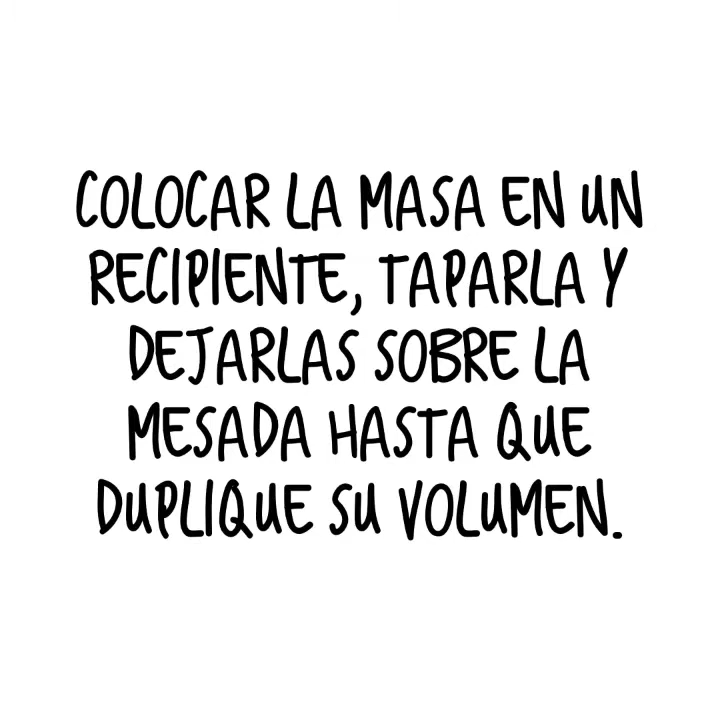 COLOCAR LA MASA EN UN
RECIPIENTE, TAPARLA Y
DEJARLAS SOBRE LA
MESADA HASTA QUE
DUPLIQUE SU VOLUMEN.